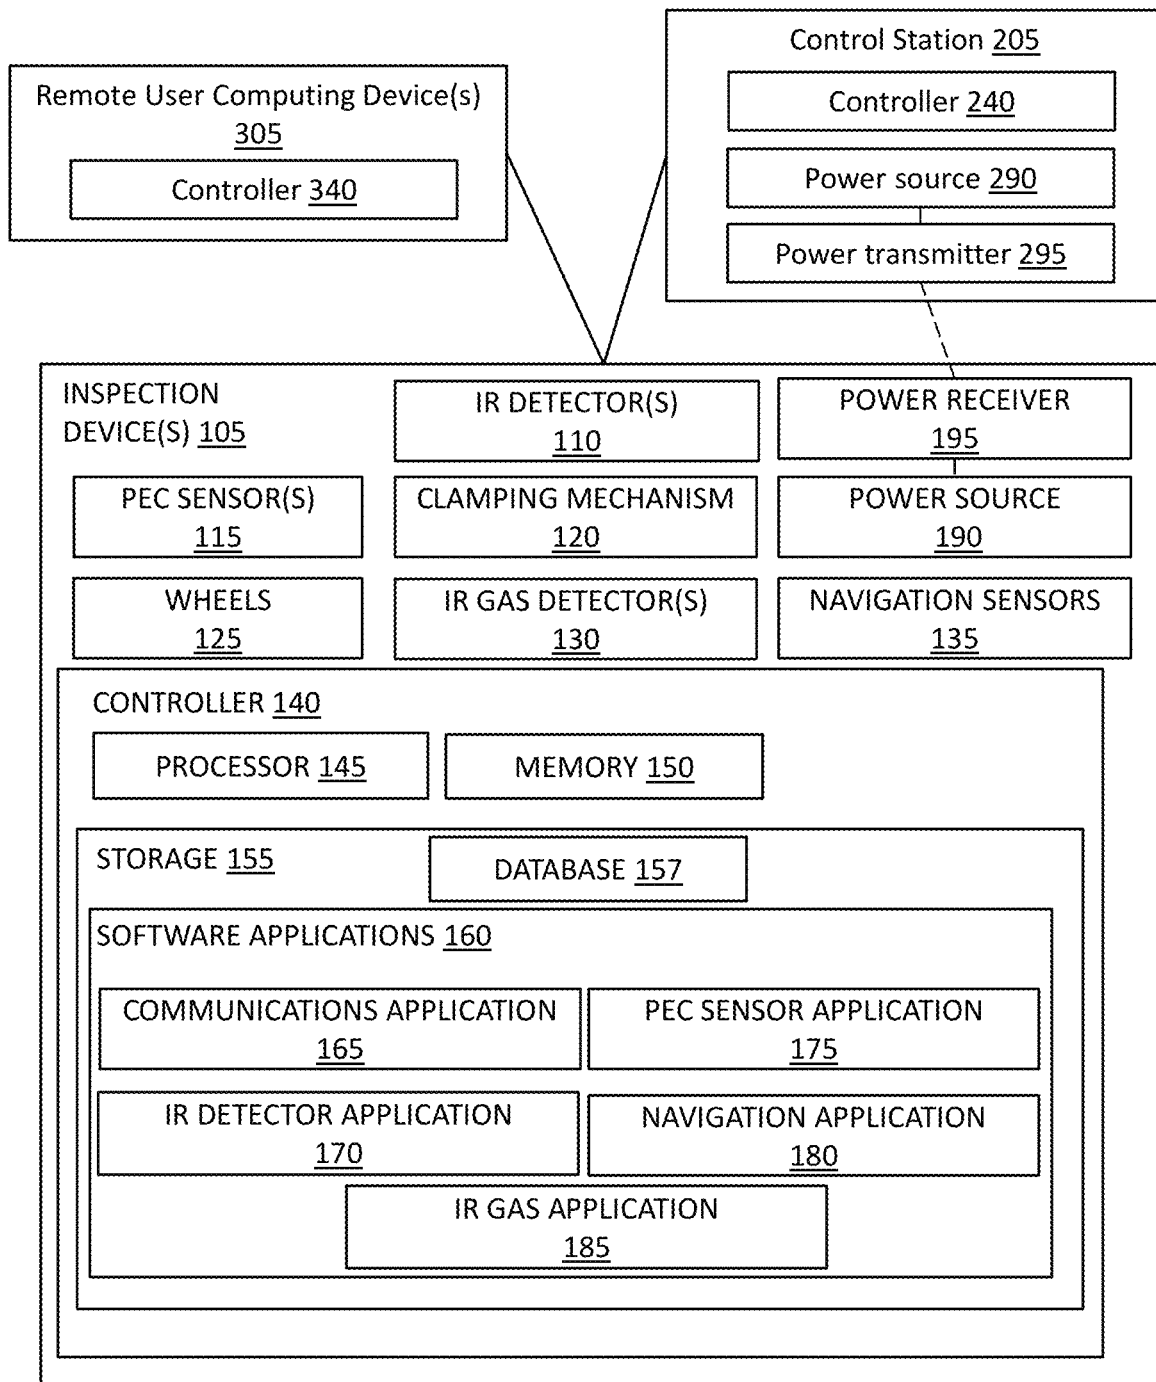 Control Station 205
Controller 240
Power source 290
Power transmitter 295
Remote User Computing Device(s)
305
Controller 340
INSPECTION
DEVICE(S) 105
IR DETECTOR(S)
110
POWER RECEIVER
195
PEC SENSOR(S)
115
CLAMPING MECHANISM
120
POWER SOURCE
190
WHEELS
125
IR GAS DETECTOR(S)
130
NAVIGATION SENSORS
135
CONTROLLER 140
PROCESSOR 145
MEMORY 150
STORAGE 155
DATABASE 157
SOFTWARE APPLICATIONS 160
COMMUNICATIONS APPLICATION
165
PEC SENSOR APPLICATION
175
IR DETECTOR APPLICATION
170
NAVIGATION APPLICATION
180
IR GAS APPLICATION
185